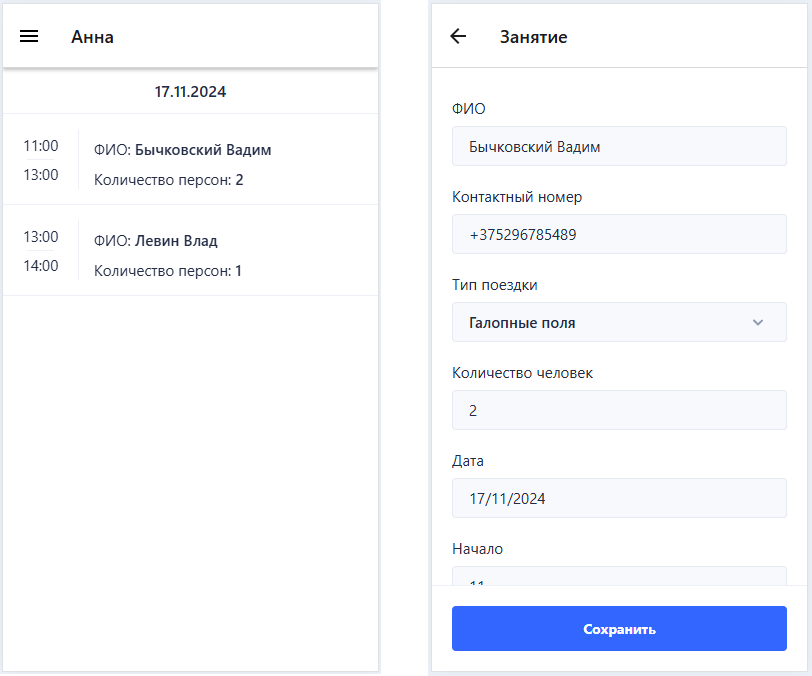 Анна
17.11.2024
11:00
ФИО: Бычковский Вадим
13:00
Количество персон: 2
13:00
ФИО: Левин Влад
14:00
Количество персон: 1
Занятие
ФИО
Бычковский Вадим
Контактный номер
+375296785489
Тип поездки
Галопные поля
Количество человек
2
Дата
17/11/2024
Начало
11
Сохранить